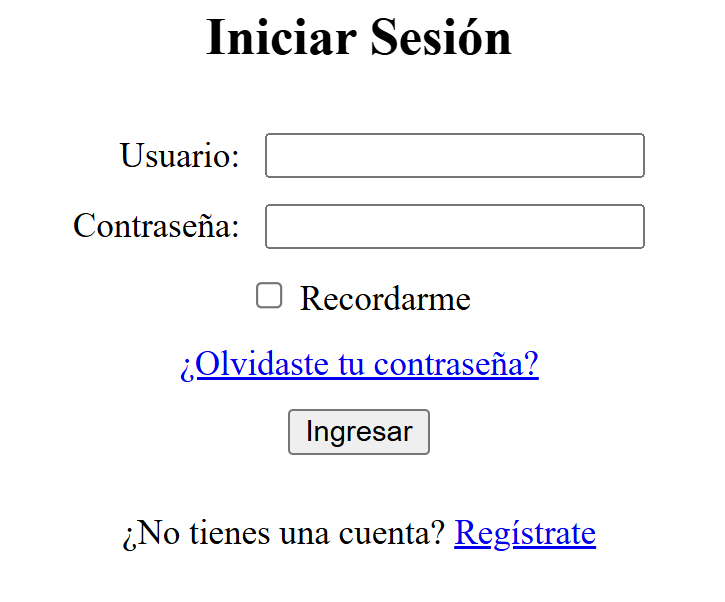 Iniciar Sesión
Usuario:
Contraseña:
Recordarme
¿Olvidaste tu contraseña?
Ingresar
¿No tienes una cuenta? Regístrate